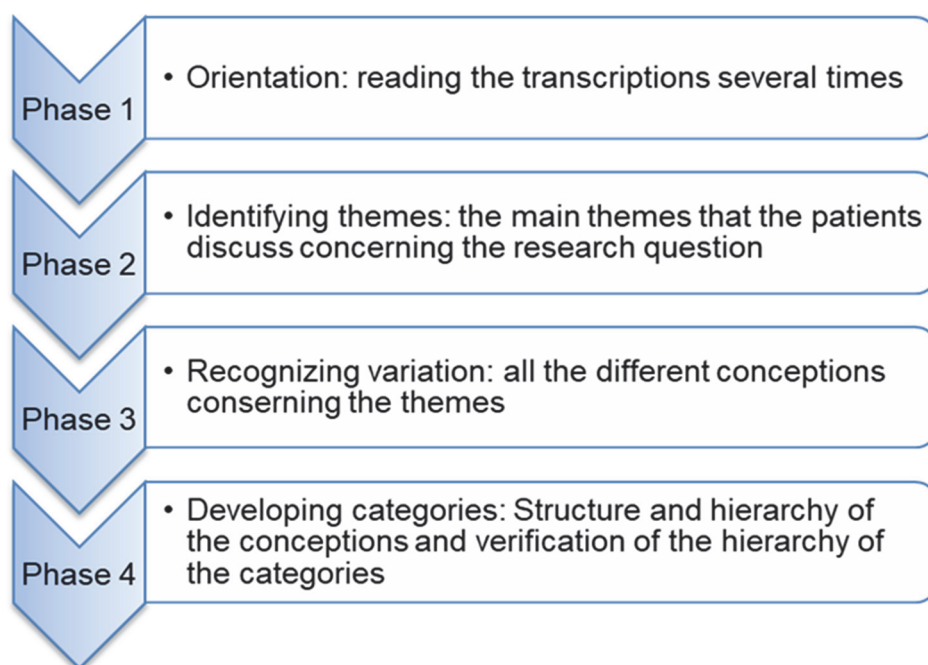 Phase 1
• Orientation: reading the transcriptions several times
Phase 2
• Identifying themes: the main themes that the patients
discuss concerning the research question
Phase 3
• Recognizing variation: all the different conceptions
conserning the themes
Phase 4
• Developing categories: Structure and hierarchy of
the conceptions and verification of the hierarchy of
the categories